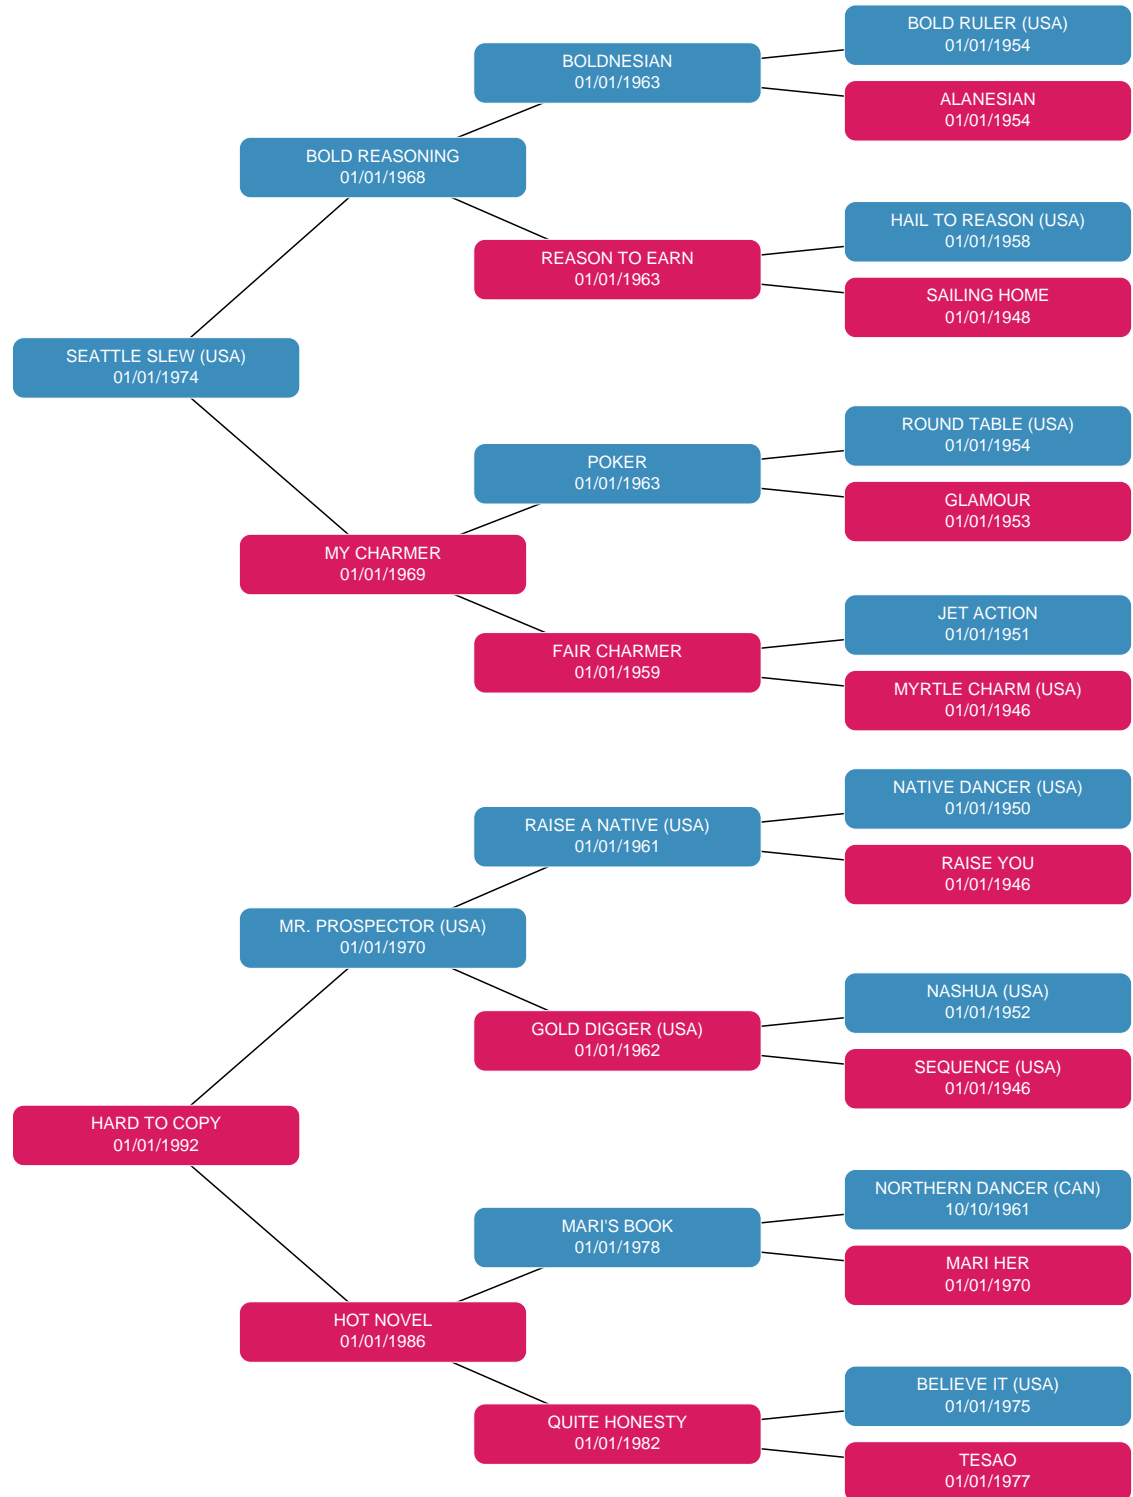 BOLD RULER (USA)
01/01/1954
BOLDNESIAN
01/01/1963
ALANESIAN
01/01/1954
BOLD REASONING
01/01/1968
HAIL TO REASON (USA)
01/01/1958
REASON TO EARN
01/01/1963
SAILING HOME
01/01/1948
SEATTLE SLEW (USA)
01/01/1974
ROUND TABLE (USA)
01/01/1954
POKER
01/01/1963
GLAMOUR
01/01/1953
MY CHARMER
01/01/1969
JET ACTION
01/01/1951
FAIR CHARMER
01/01/1959
MYRTLE CHARM (USA)
01/01/1946
NATIVE DANCER (USA)
01/01/1950
RAISE A NATIVE (USA)
01/01/1961
RAISE YOU
01/01/1946
MR. PROSPECTOR (USA)
01/01/1970
NASHUA (USA)
01/01/1952
GOLD DIGGER (USA)
01/01/1962
SEQUENCE (USA)
01/01/1946
HARD TO COPY
01/01/1992
NORTHERN DANCER (CAN)
10/10/1961
MARI'S BOOK
01/01/1978
MARI HER
01/01/1970
HOT NOVEL
01/01/1986
BELIEVE IT (USA)
01/01/1975
QUITE HONESTY
01/01/1982
TESAO
01/01/1977